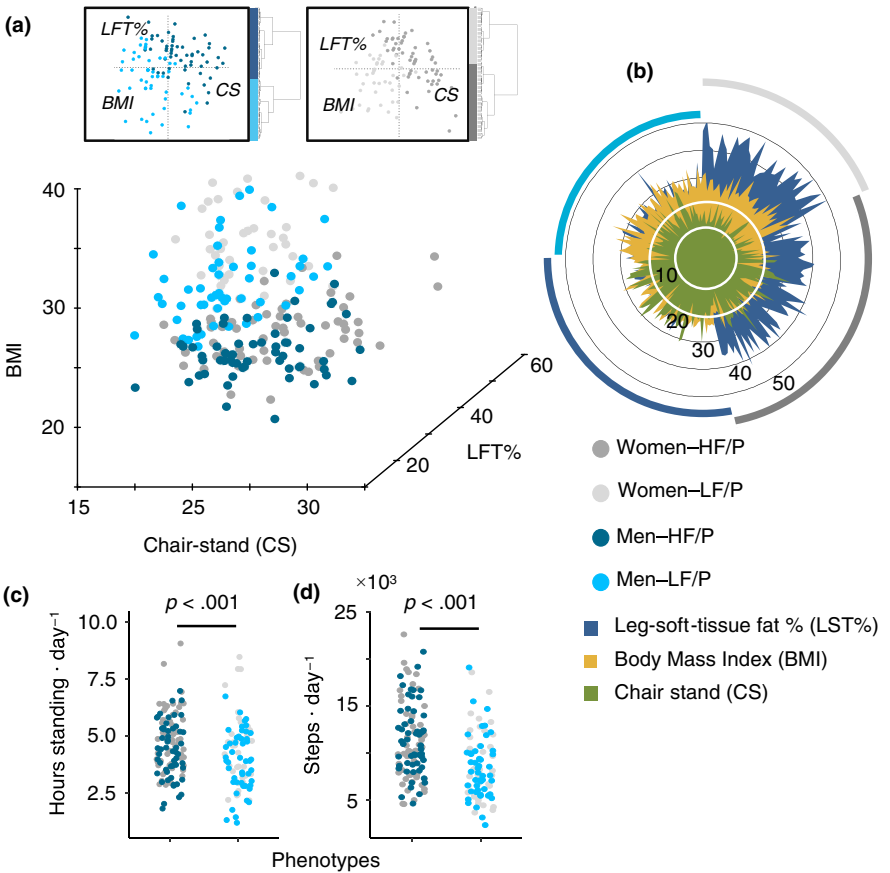 (a)
LFT%
BMI
CS
LFT%
BMI
CS
(b)
40
30
20
BMI
15
25
30
Chair-stand (CS)
20
40
60
LFT%
10
20
30
40
50
Women–HF/P
Women–LF/P
Men–HF/P
Men–LF/P
Leg-soft-tissue fat % (LST%)
Body Mass Index (BMI)
Chair stand (CS)
(c)
p < .001
10.0
7.5
5.0
2.5
Hours standing · day⁻¹
(d)
×10³
p < .001
25
15
5
Steps · day⁻¹
Phenotypes